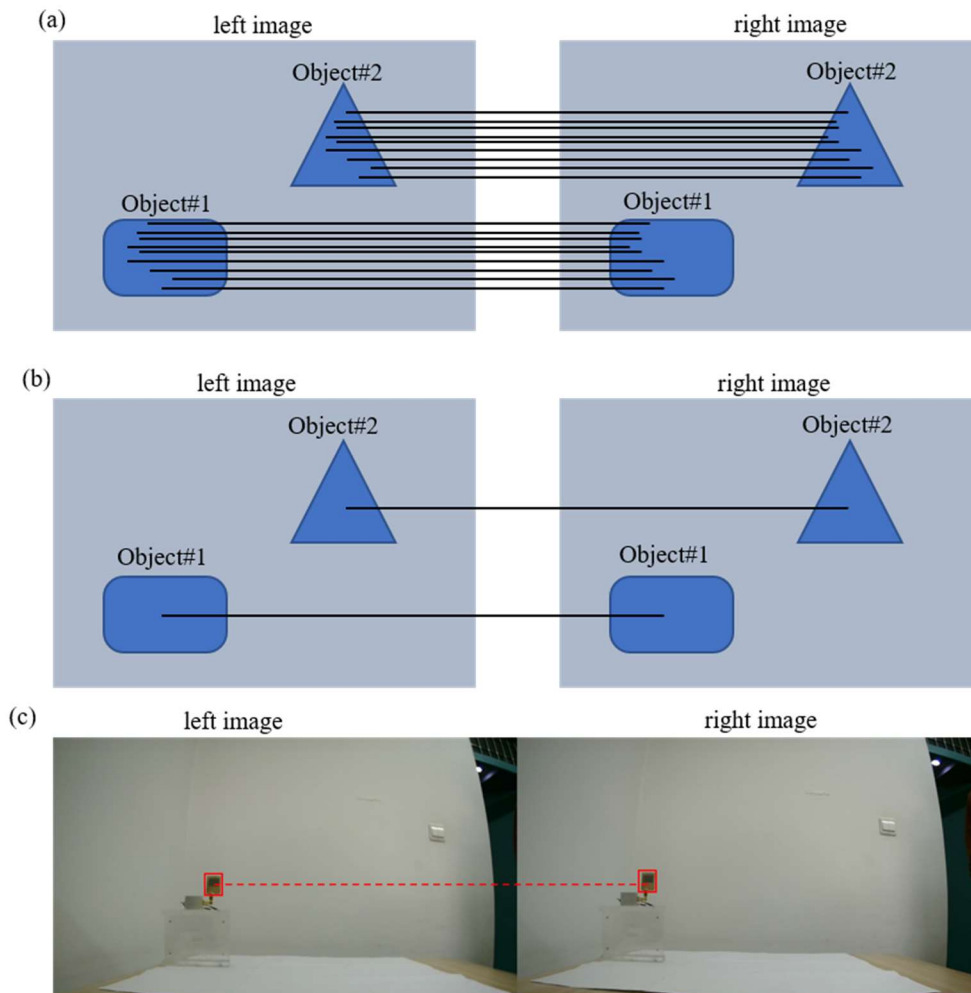 (a)
left image
right image
Object#2
Object#2
Object#1
Object#1
(b)
left image
right image
Object#2
Object#2
Object#1
Object#1
(c)
left image
right image